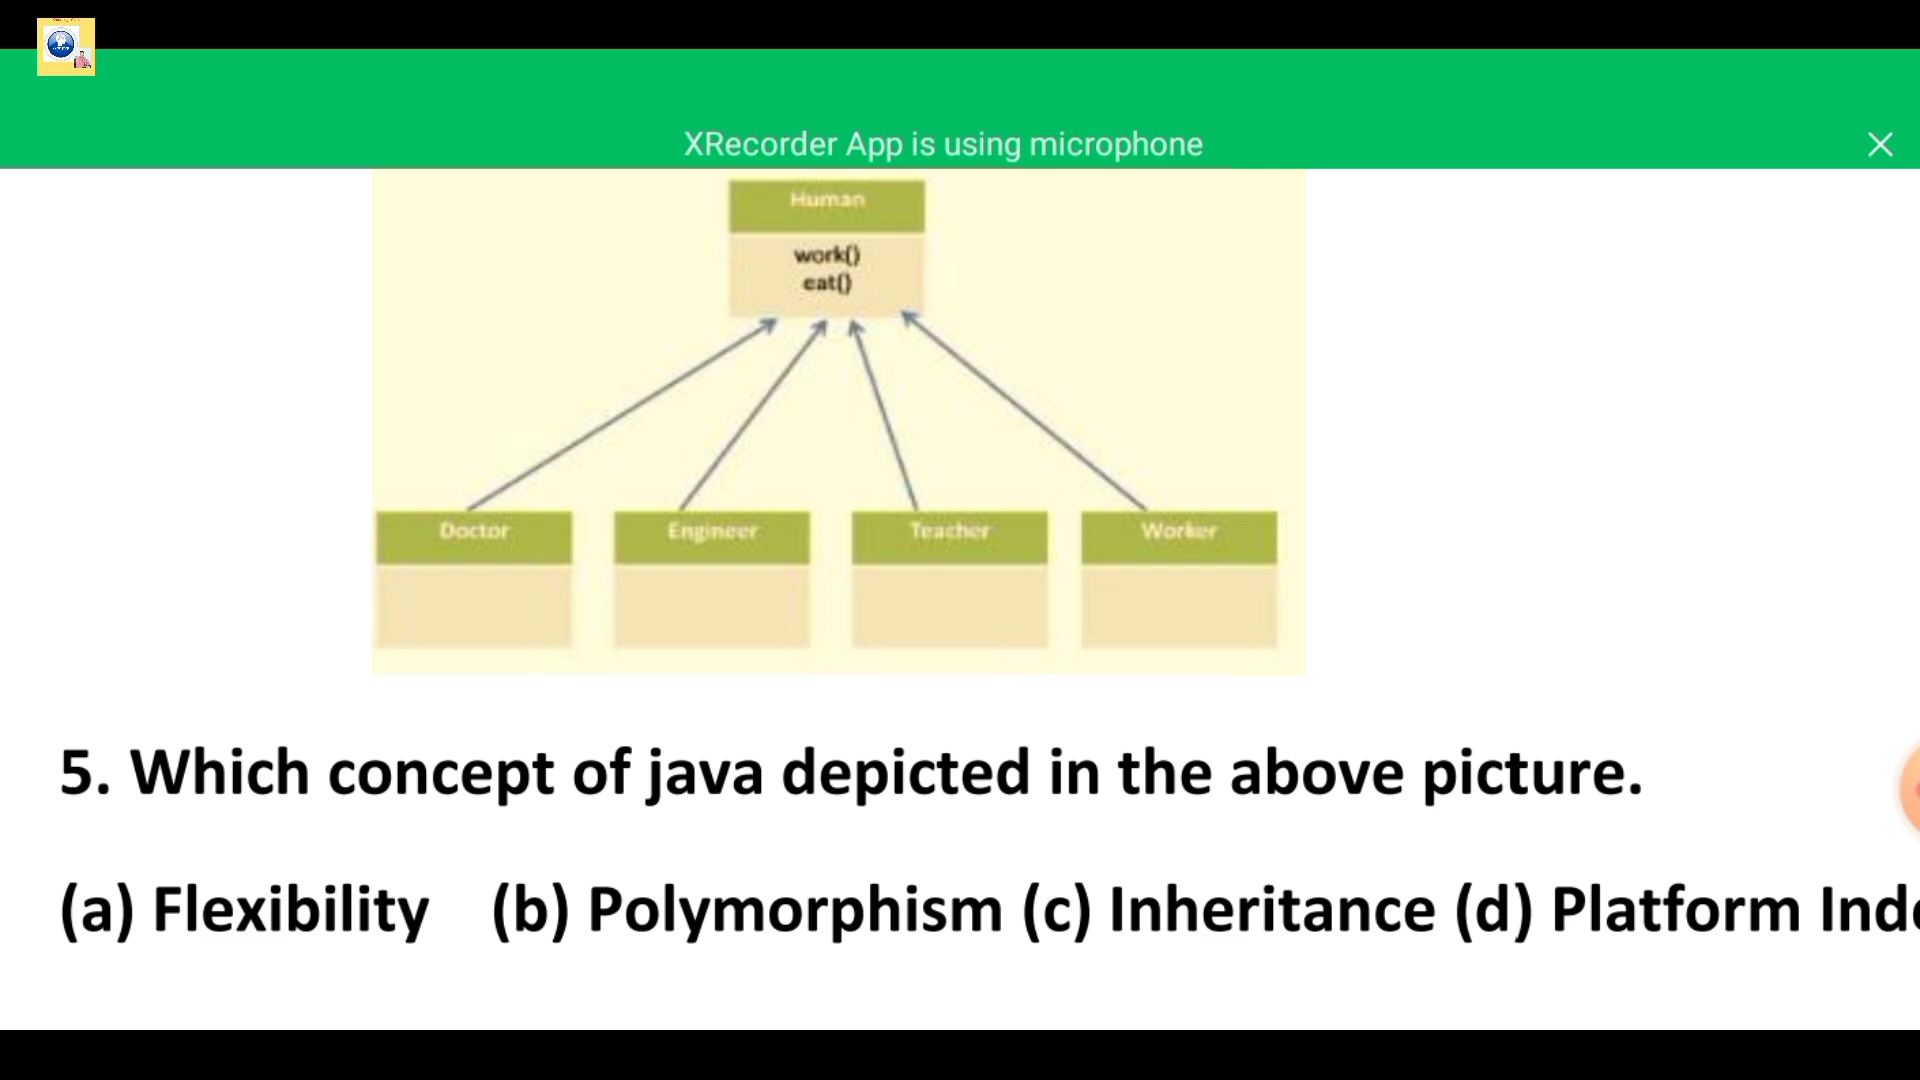 XRecorder App is using microphone
Human
work()
eat()
Doctor Engineer Teacher Worker
5. Which concept of java depicted in the above picture.
(a) Flexibility (b) Polymorphism (c) Inheritance (d) Platform